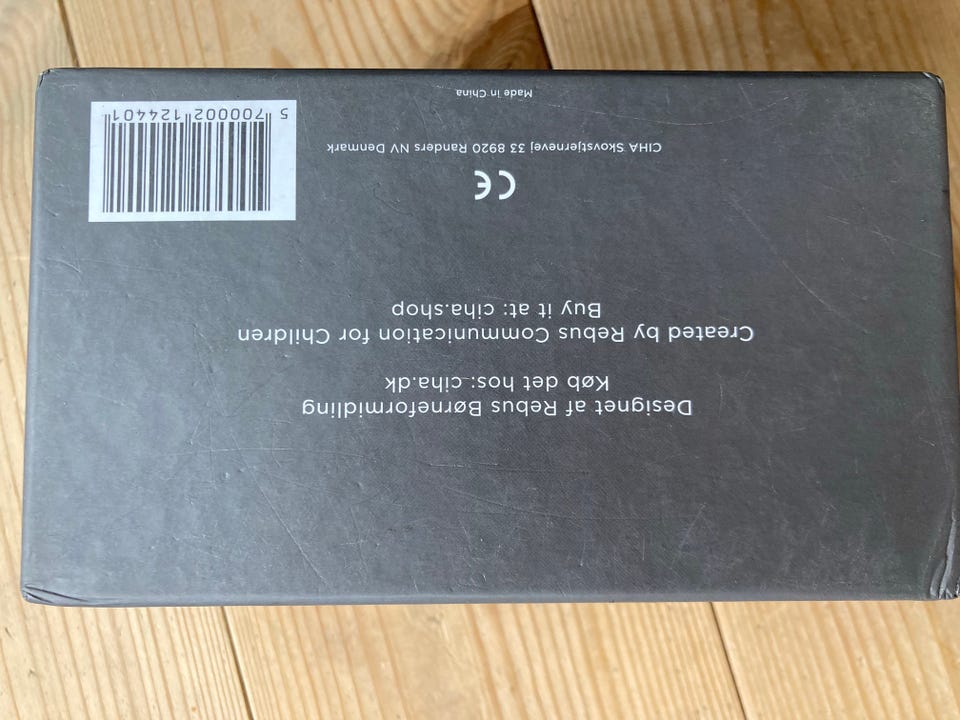 Designet af Rebus Børneformidling
Køb det hos: ciha.dk
Created by Rebus Communication for Children
Buy it at: ciha.shop
CE
CIHA Skovstjernevej 33 8920 Randers NV Denmark
Made in China
5 700002 124401